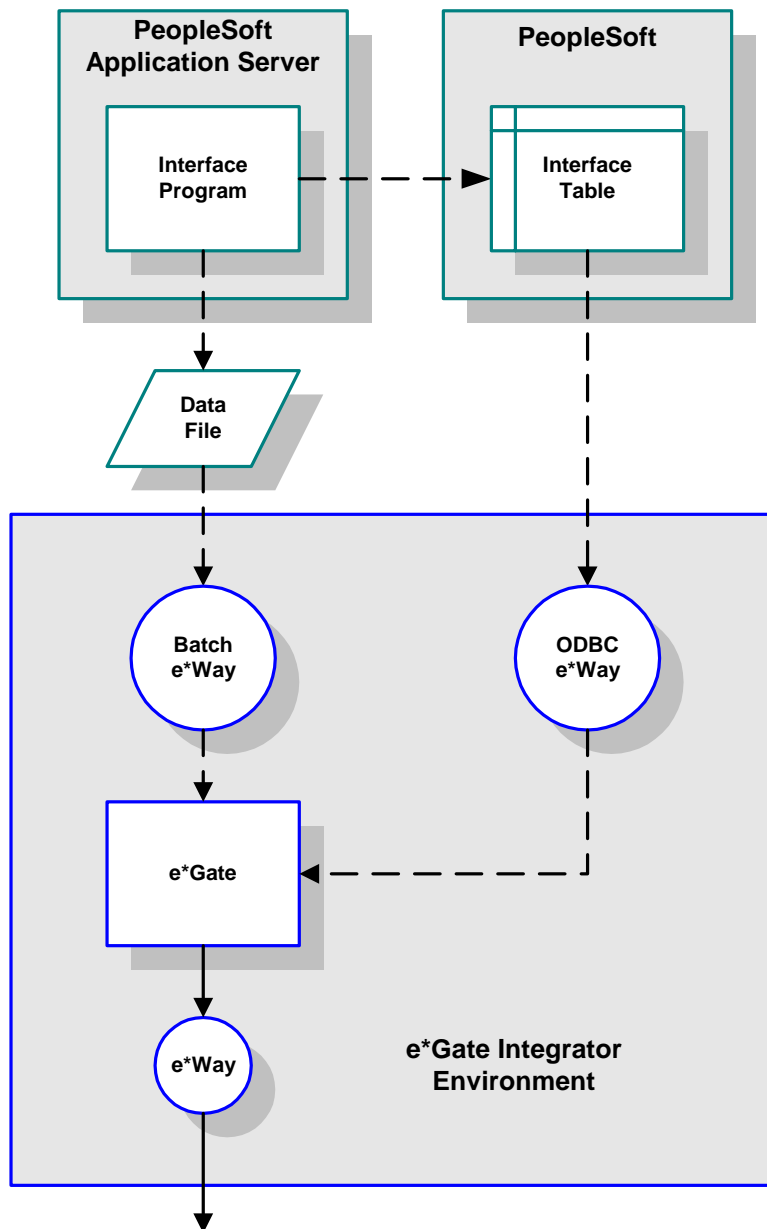 PeopleSoft
Application Server
PeopleSoft
Interface
Program
Interface
Table
Data
File
Batch
e*Way
ODBC
e*Way
e*Gate
e*Way
e*Gate Integrator
Environment